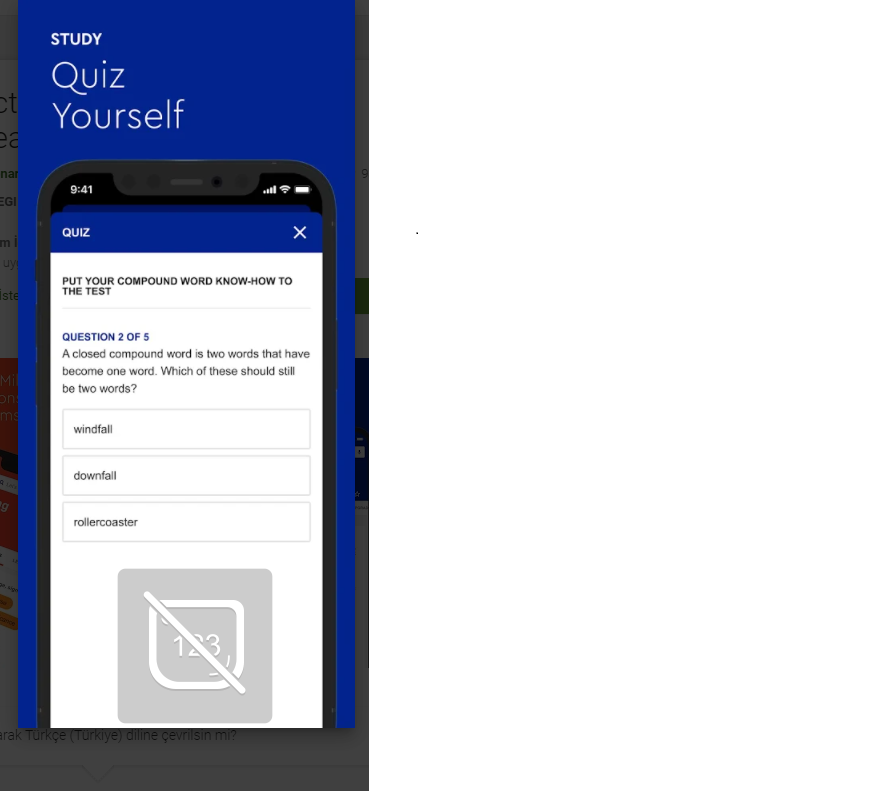 STUDY
Quiz
Yourself
9:41
QUIZ
PUT YOUR COMPOUND WORD KNOW-HOW TO
THE TEST
QUESTION 2 OF 5
A closed compound word is two words that have
become one word. Which of these should still
be two words?
windfall
downfall
rollercoaster
123
arak Türkçe (Türkiye) diline çevrilsin mi?